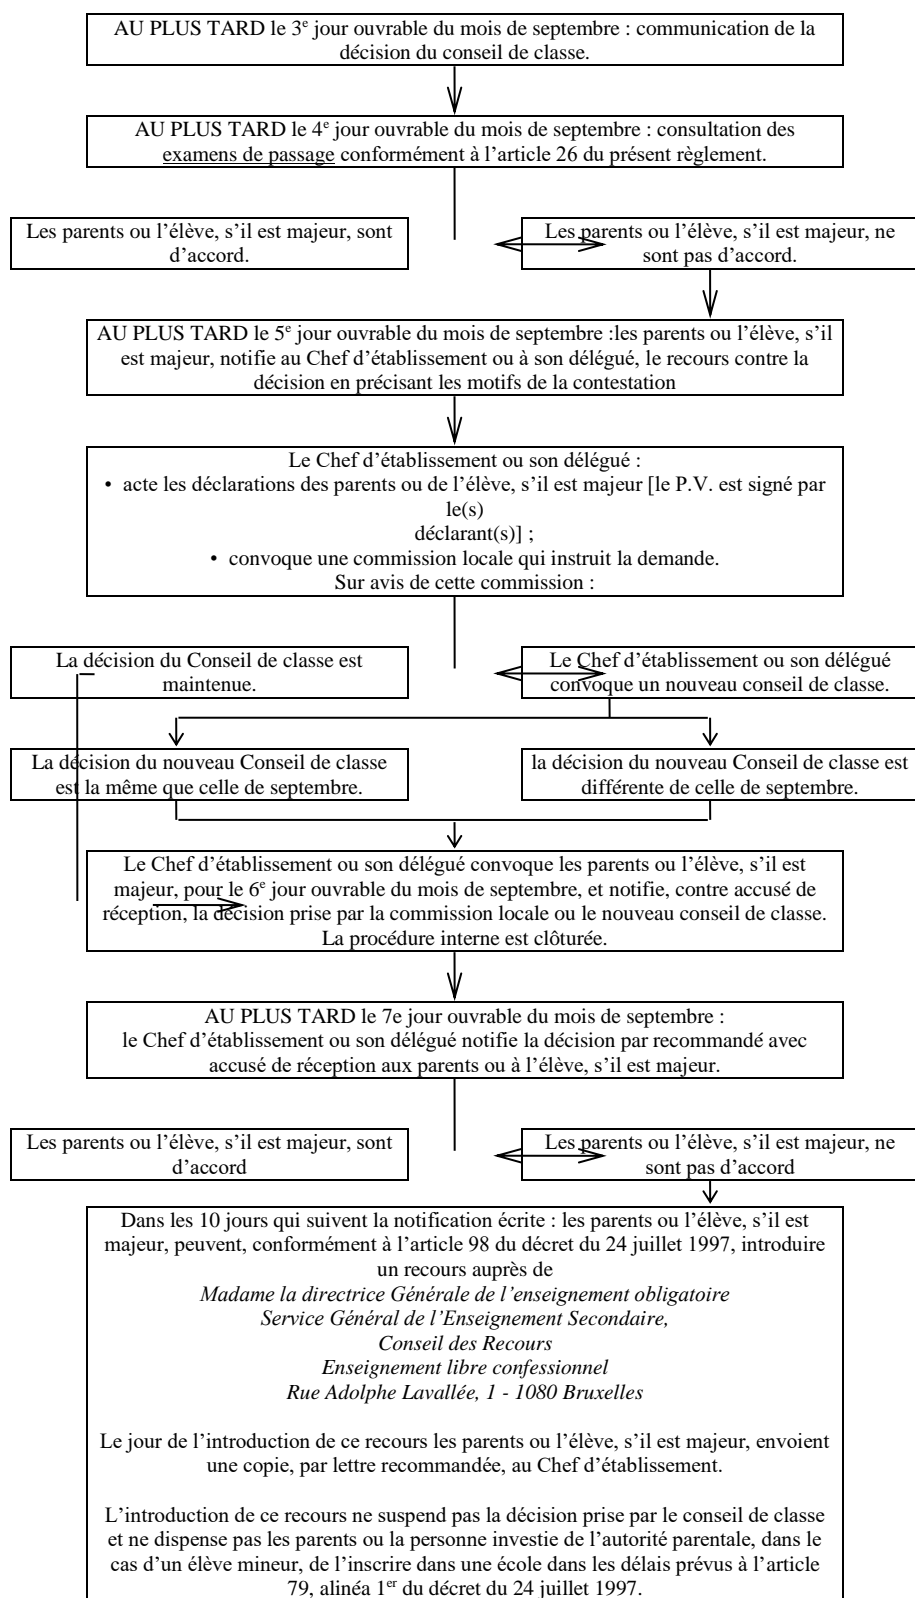 AU PLUS TARD le 3e jour ouvrable du mois de septembre : communication de la
décision du conseil de classe.
AU PLUS TARD le 4e jour ouvrable du mois de septembre : consultation des
examens de passage conformément à l’article 26 du présent règlement.
Les parents ou l’élève, s’il est majeur, sont
d’accord.
Les parents ou l’élève, s’il est majeur, ne
sont pas d’accord.
AU PLUS TARD le 5e jour ouvrable du mois de septembre :les parents ou l’élève, s’il
est majeur, notifie au Chef d’établissement ou à son délégué, le recours contre la
décision en précisant les motifs de la contestation
Le Chef d’établissement ou son délégué :
• acte les déclarations des parents ou de l’élève, s’il est majeur [le P.V. est signé par
le(s)
déclarant(s)] ;
• convoque une commission locale qui instruit la demande.
Sur avis de cette commission :
La décision du Conseil de classe est
maintenue.
Le Chef d’établissement ou son délégué
convoque un nouveau conseil de classe.
La décision du nouveau Conseil de classe
est la même que celle de septembre.
la décision du nouveau Conseil de classe est
différente de celle de septembre.
Le Chef d’établissement ou son délégué convoque les parents ou l’élève, s’il est
majeur, pour le 6e jour ouvrable du mois de septembre, et notifie, contre accusé de
réception, la décision prise par la commission locale ou le nouveau conseil de classe.
La procédure interne est clôturée.
AU PLUS TARD le 7e jour ouvrable du mois de septembre :
le Chef d’établissement ou son délégué notifie la décision par recommandé avec
accusé de réception aux parents ou à l’élève, s’il est majeur.
Les parents ou l’élève, s’il est majeur, sont
d’accord
Les parents ou l’élève, s’il est majeur, ne
sont pas d’accord
Dans les 10 jours qui suivent la notification écrite : les parents ou l’élève, s’il est
majeur, peuvent, conformément à l’article 98 du décret du 24 juillet 1997, introduire
un recours auprès de
Madame la directrice Générale de l’enseignement obligatoire
Service Général de l’Enseignement Secondaire,
Conseil des Recours
Enseignement libre confessionnel
Rue Adolphe Lavallée, 1 - 1080 Bruxelles
Le jour de l’introduction de ce recours les parents ou l’élève, s’il est majeur, envoient
une copie, par lettre recommandée, au Chef d’établissement.
L’introduction de ce recours ne suspend pas la décision prise par le conseil de classe
et ne dispense pas les parents ou la personne investie de l’autorité parentale, dans le
cas d’un élève mineur, de l’inscrire dans une école dans les délais prévus à l’article
79, alinéa 1er du décret du 24 juillet 1997.